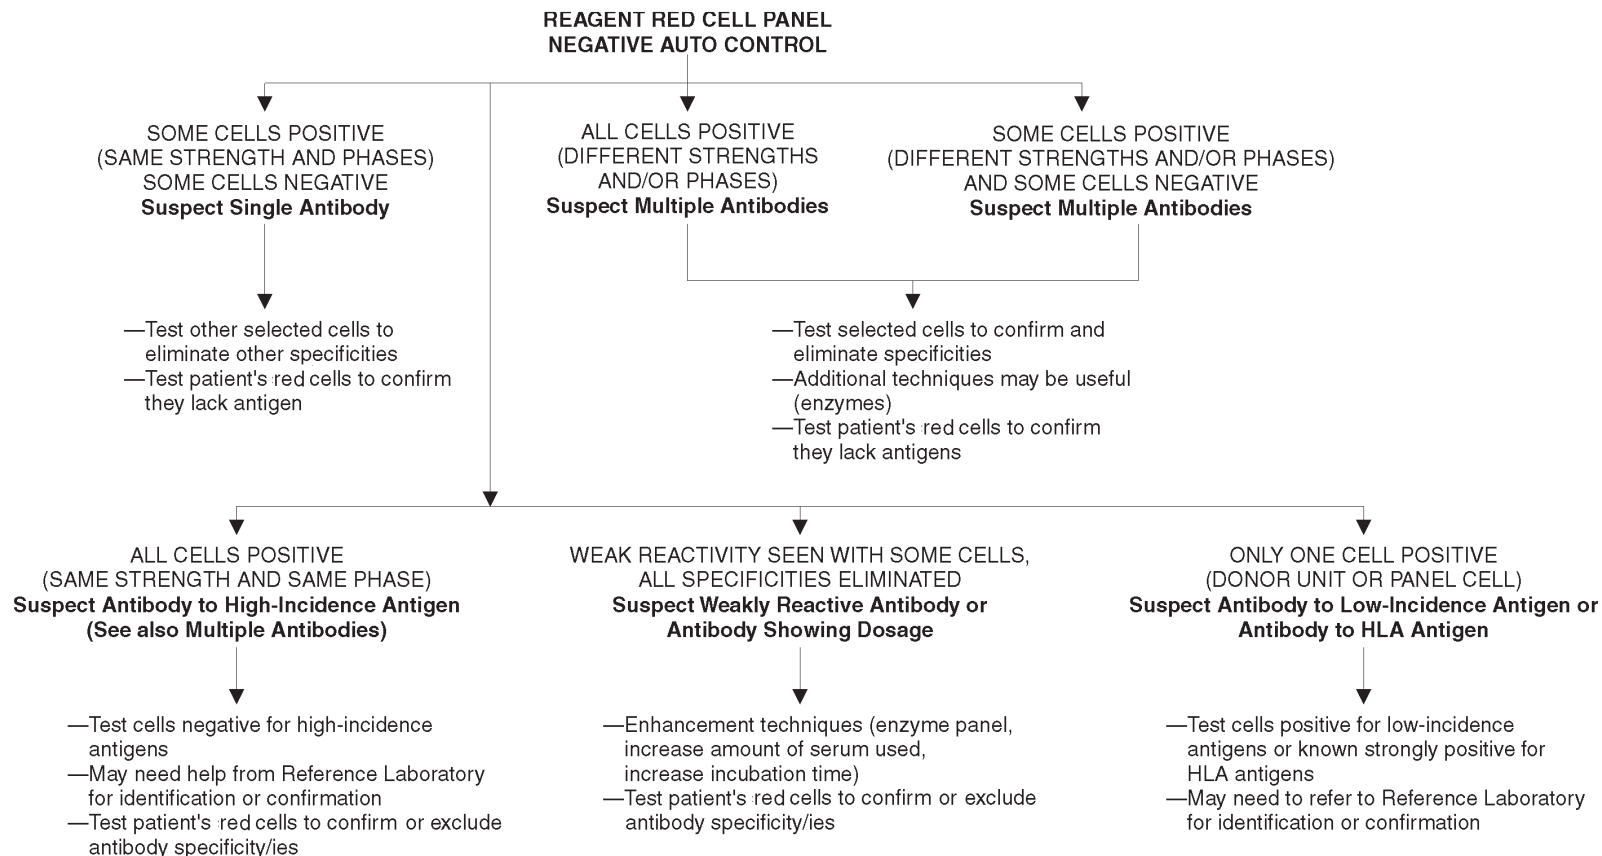 REAGENT RED CELL PANEL
NEGATIVE AUTO CONTROL
SOME CELLS POSITIVE
(SAME STRENGTH AND PHASES)
SOME CELLS NEGATIVE
Suspect Single Antibody
ALL CELLS POSITIVE
(DIFFERENT STRENGTHS
AND/OR PHASES)
Suspect Multiple Antibodies
SOME CELLS POSITIVE
(DIFFERENT STRENGTHS AND/OR PHASES)
AND SOME CELLS NEGATIVE
Suspect Multiple Antibodies
—Test other selected cells to
eliminate other specificities
—Test patient's red cells to confirm
they lack antigen
—Test selected cells to confirm and
eliminate specificities
—Additional techniques may be useful
(enzymes)
—Test patient's red cells to confirm
they lack antigens
ALL CELLS POSITIVE
(SAME STRENGTH AND SAME PHASE)
Suspect Antibody to High-Incidence Antigen
(See also Multiple Antibodies)
WEAK REACTIVITY SEEN WITH SOME CELLS,
ALL SPECIFICITIES ELIMINATED
Suspect Weakly Reactive Antibody or
Antibody Showing Dosage
ONLY ONE CELL POSITIVE
(DONOR UNIT OR PANEL CELL)
Suspect Antibody to Low-Incidence Antigen or
Antibody to HLA Antigen
—Test cells negative for high-incidence
antigens
—May need help from Reference Laboratory
for identification or confirmation
—Test patient's red cells to confirm or exclude
antibody specificity/ies
—Enhancement techniques (enzyme panel,
increase amount of serum used,
increase incubation time)
—Test patient's red cells to confirm or exclude
antibody specificity/ies
—Test cells positive for low-incidence
antigens or known strongly positive for
HLA antigens
—May need to refer to Reference Laboratory
for identification or confirmation